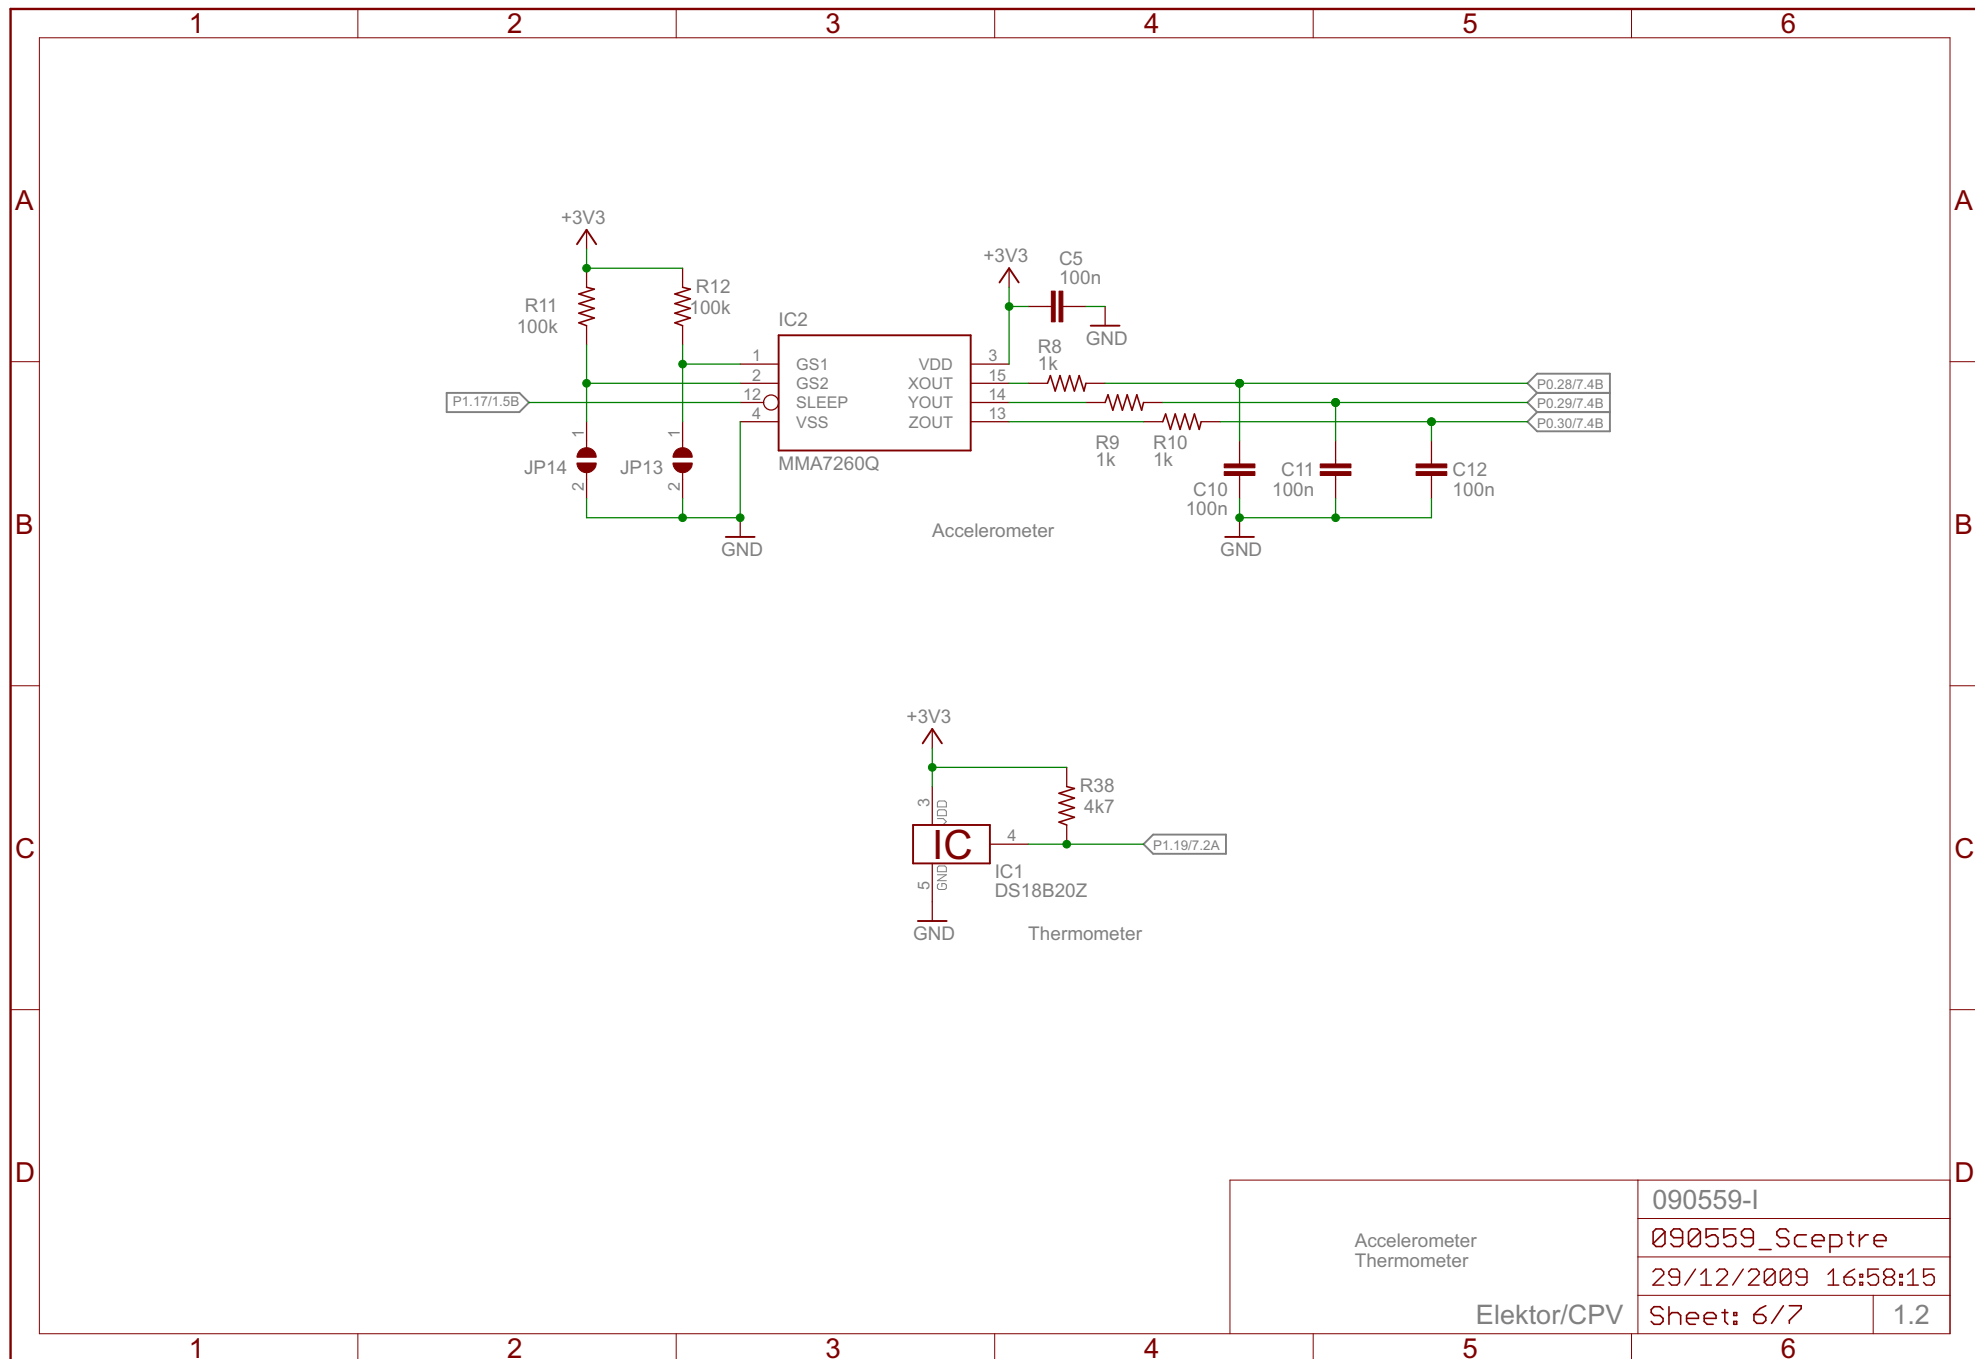 1 2 3 4 5 6
A A
+3V3
+3V3
C5
100n
R12
100k
R11
100k
IC2
GND
R8
1k
1 GS1 VDD 3
2 GS2 XOUT 15
12 SLEEP YOUT 14
4 VSS ZOUT 13
P1.17/1.5B
P0.28/7.4B
P0.29/7.4B
P0.30/7.4B
1 1
JP14 JP13
2 2
MMA7260Q
R9
1k
R10
1k
C10
100n
C11
100n
C12
100n
B B
GND
Accelerometer
GND
+3V3
R38
4k7
3 VDD
C C
IC
4
P1.19/7.2A
5 GND
IC1
DS18B20Z
GND
Thermometer
D D
090559-I
Accelerometer
Thermometer
090559_Sceptre
29/12/2009 16:58:15
Elektor/CPV
Sheet: 6/7 1.2
1 2 3 4 5 6